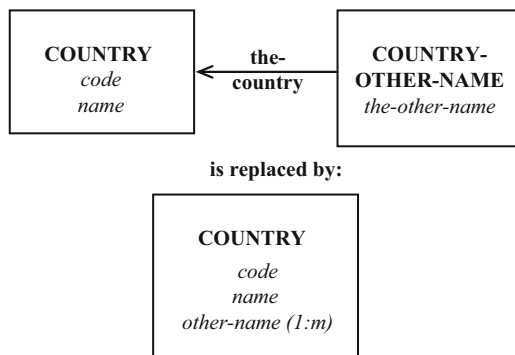 COUNTRY
code
name
the-
country
COUNTRY-
OTHER-NAME
the-other-name
is replaced by:
COUNTRY
code
name
other-name (1:m)